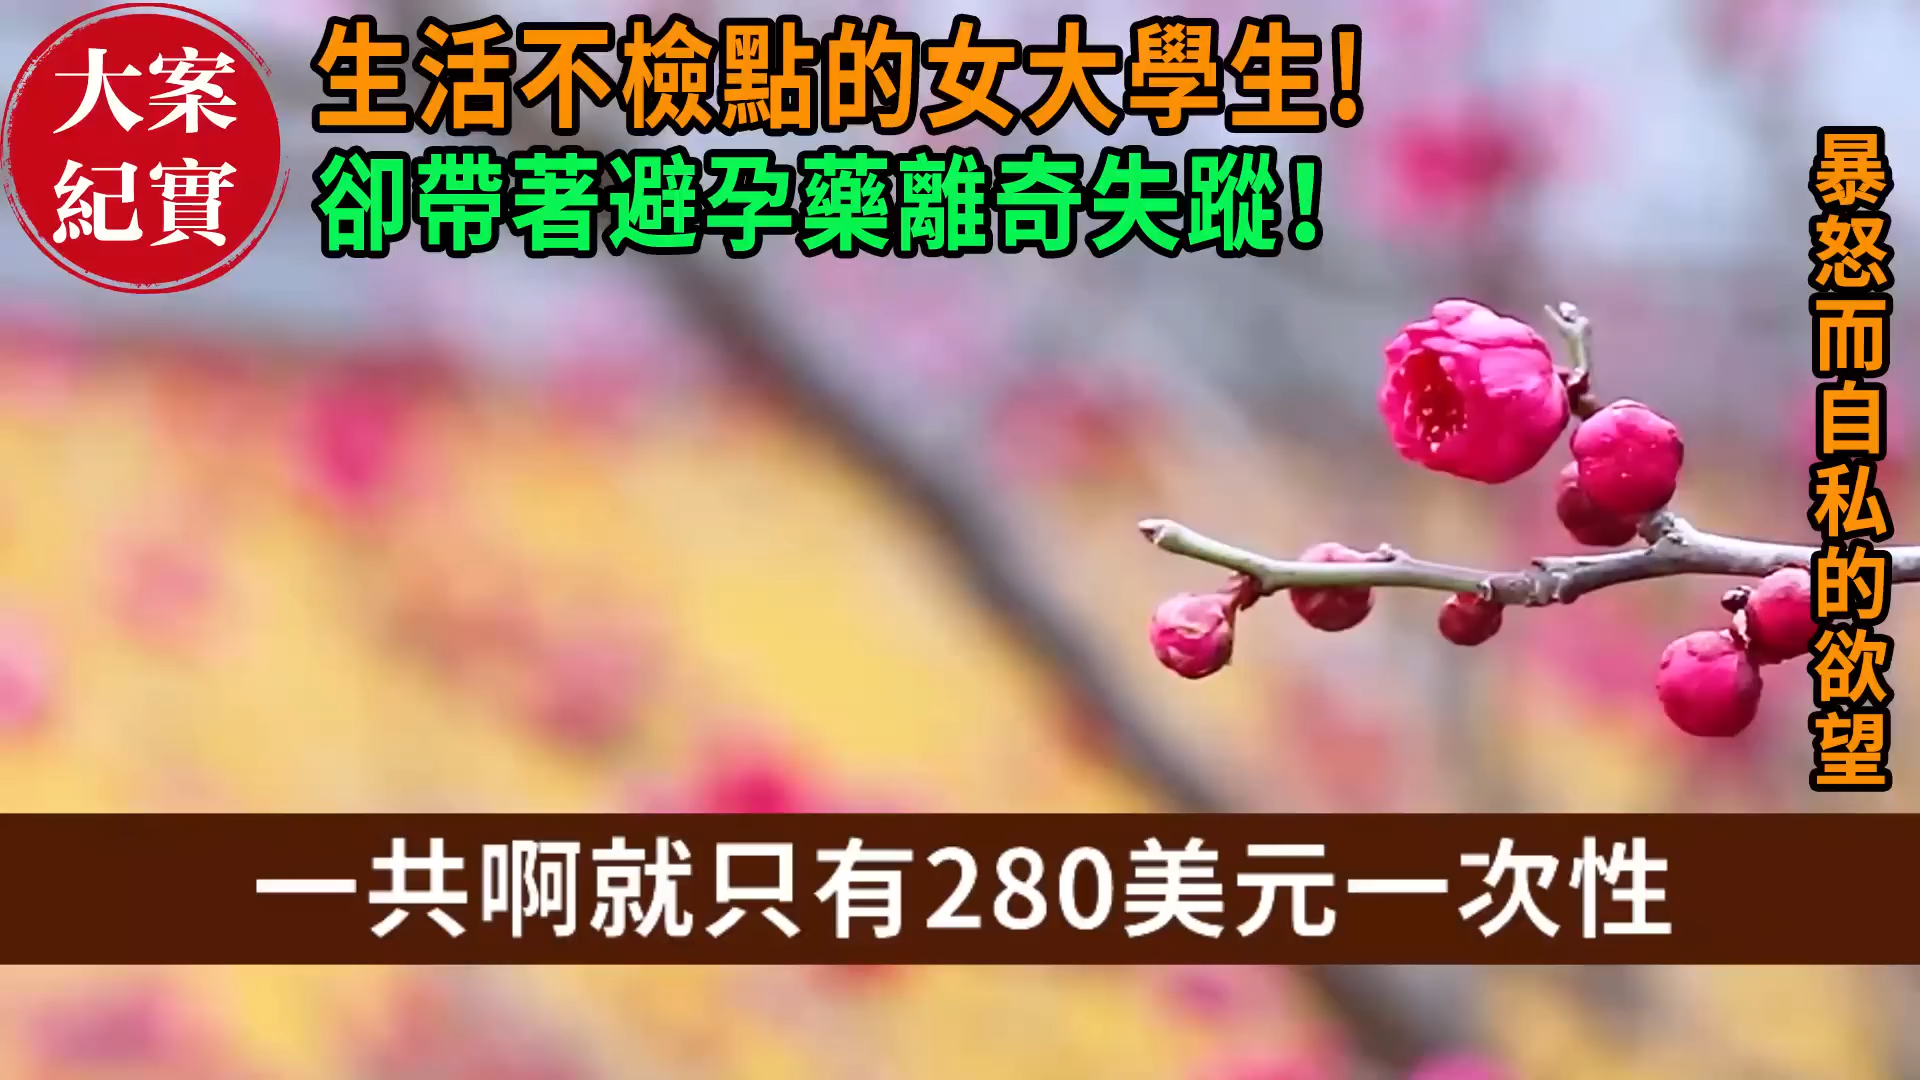 大案
紀實
生活不檢點的女大學生!
卻帶著避孕藥離奇失蹤!
暴怒而自私的欲望
一共啊就只有280美元一次性